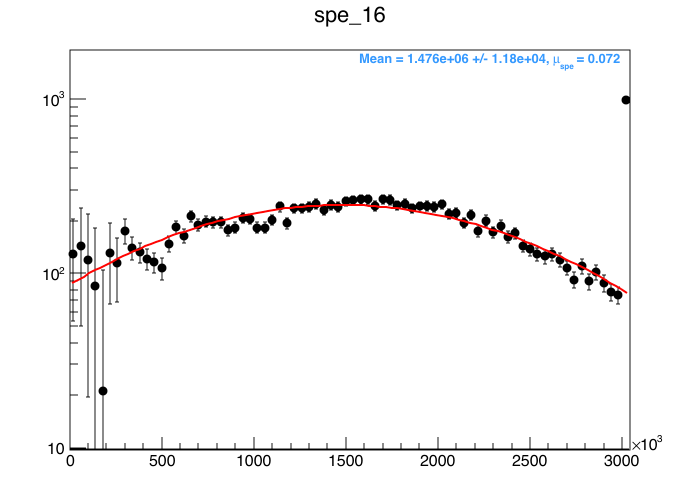 spe_16
Mean = 1.476e+06 +/- 1.18e+04, μspe = 0.072
10³
10²
10
0 500 1000 1500 2000 2500 3000 ×10³